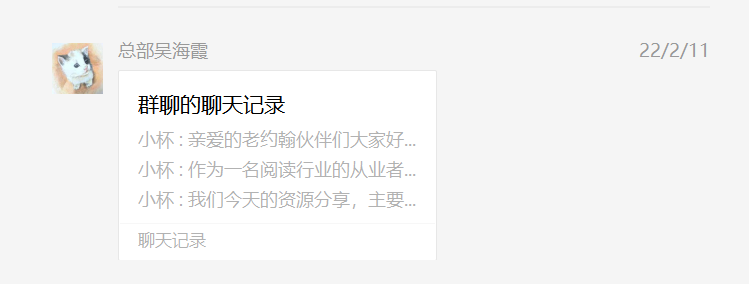 总部吴海霞
22/2/11
群聊的聊天记录
小杯 : 亲爱的老约翰伙伴们大家好...
小杯 : 作为一名阅读行业的从业者...
小杯 : 我们今天的资源分享，主要...
聊天记录